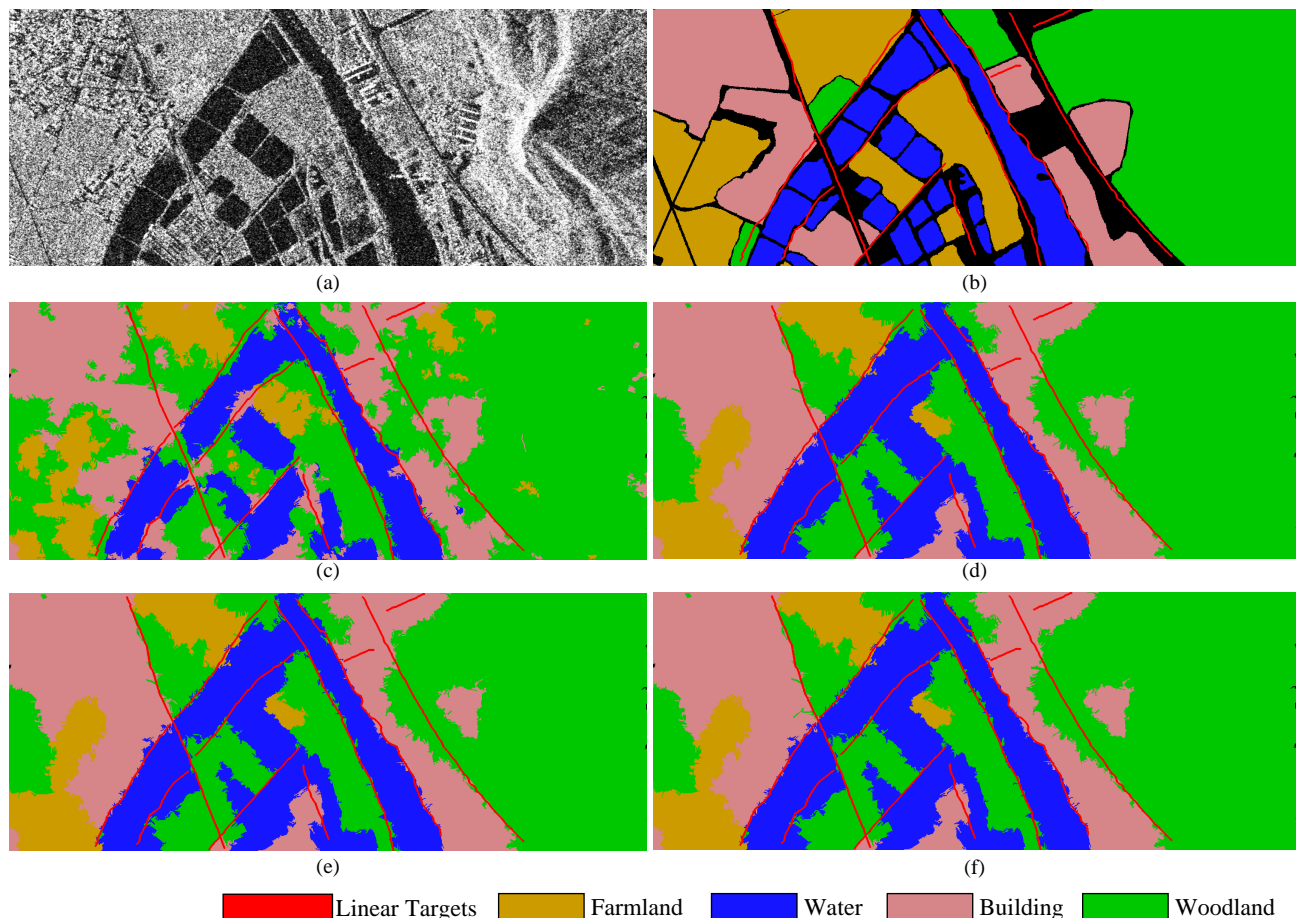 (a)
(b)
(c)
(d)
(e)
(f)
Linear Targets
Farmland
Water
Building
Woodland